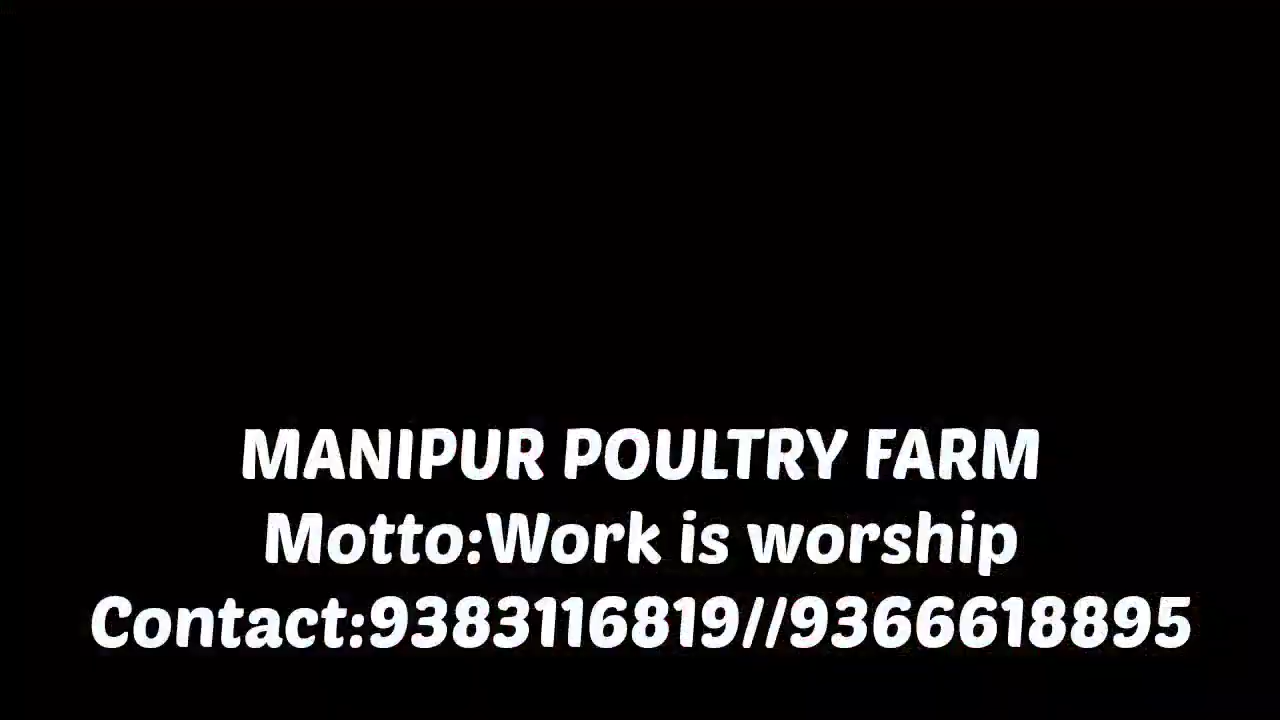 MANIPUR POULTRY FARM
Motto:Work is worship
Contact:9383116819//9366618895